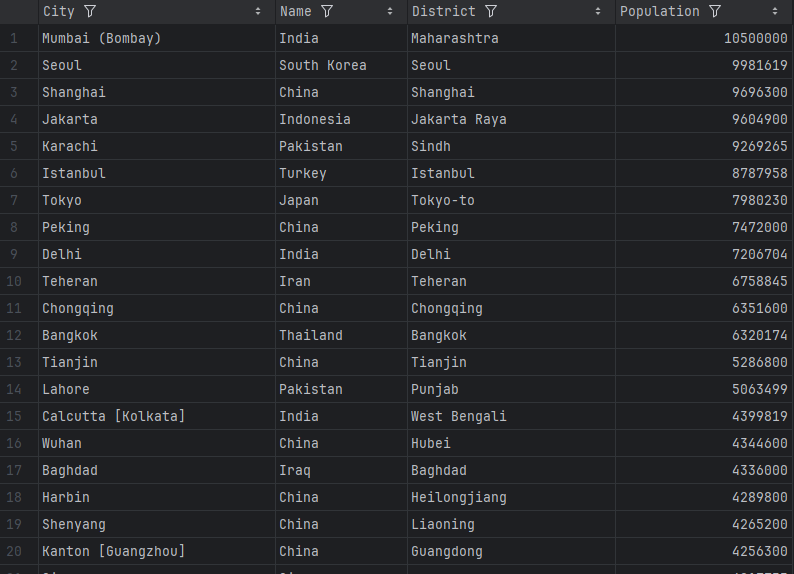 City Name District Population
1 Mumbai (Bombay) India Maharashtra 10500000
2 Seoul South Korea Seoul 9981619
3 Shanghai China Shanghai 9696300
4 Jakarta Indonesia Jakarta Raya 9604900
5 Karachi Pakistan Sindh 9269265
6 Istanbul Turkey Istanbul 8787958
7 Tokyo Japan Tokyo-to 7980230
8 Peking China Peking 7472000
9 Delhi India Delhi 7206704
10 Teheran Iran Teheran 6758845
11 Chongqing China Chongqing 6351600
12 Bangkok Thailand Bangkok 6320174
13 Tianjin China Tianjin 5286800
14 Lahore Pakistan Punjab 5063499
15 Calcutta [Kolkata] India West Bengali 4399819
16 Wuhan China Hubei 4344600
17 Baghdad Iraq Baghdad 4336000
18 Harbin China Heilongjiang 4289800
19 Shenyang China Liaoning 4265200
20 Kanton [Guangzhou] China Guangdong 4256300